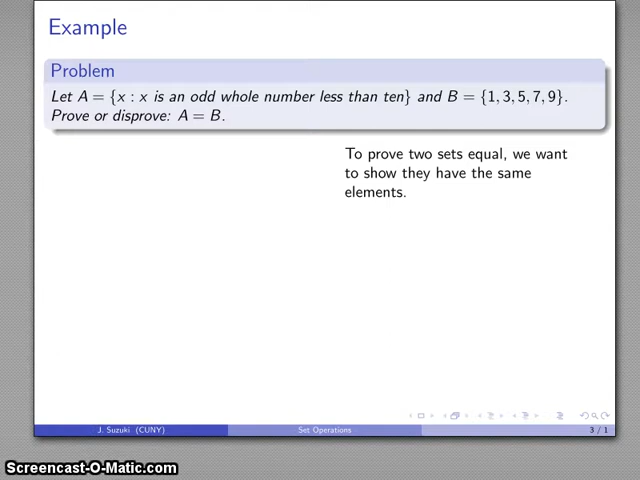 Example
Problem
Let A = {x : x is an odd whole number less than ten} and B = {1, 3, 5, 7, 9}.
Prove or disprove: A = B.
To prove two sets equal, we want
to show they have the same
elements.
J. Suzuki (CUNY) Set Operations 3 / 1
Screencast-O-Matic.com